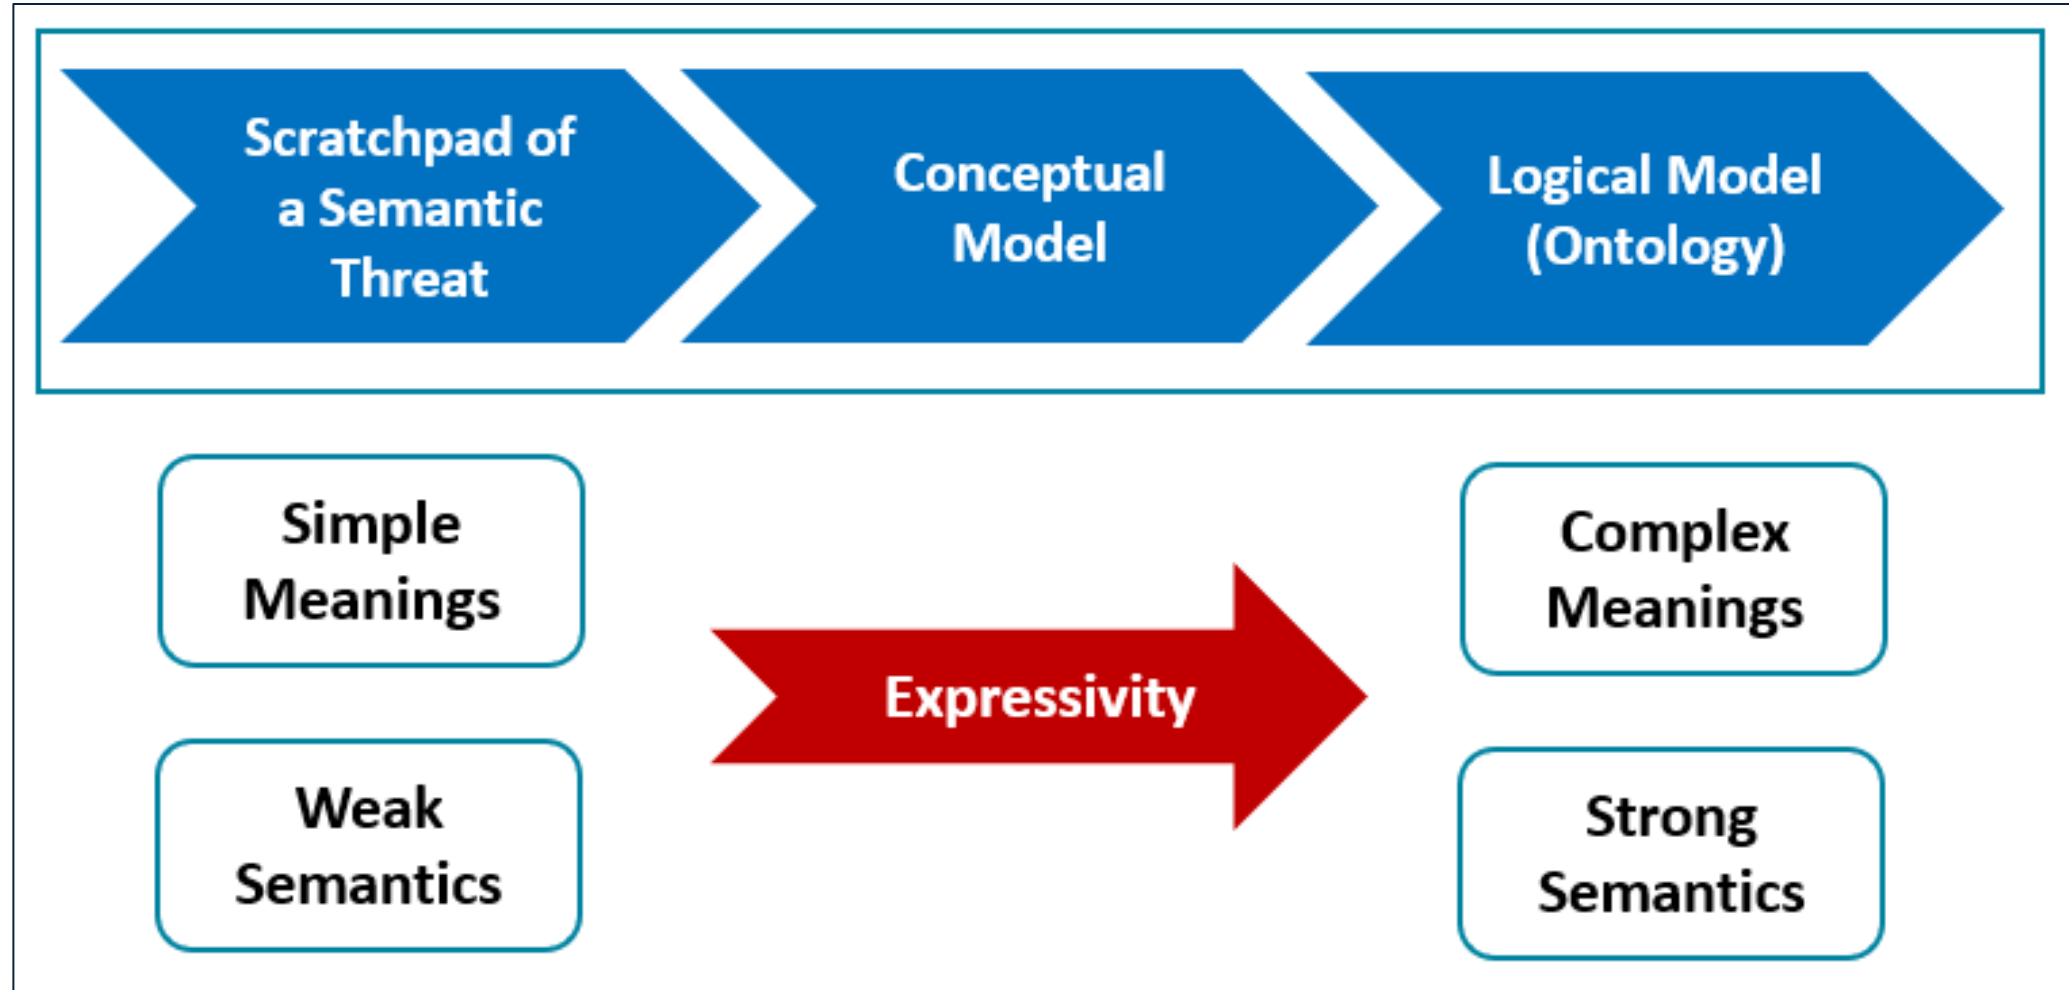 Scratchpad of
a Semantic
Threat
Conceptual
Model
Logical Model
(Ontology)
Simple
Meanings
Weak
Semantics
Expressivity
Complex
Meanings
Strong
Semantics